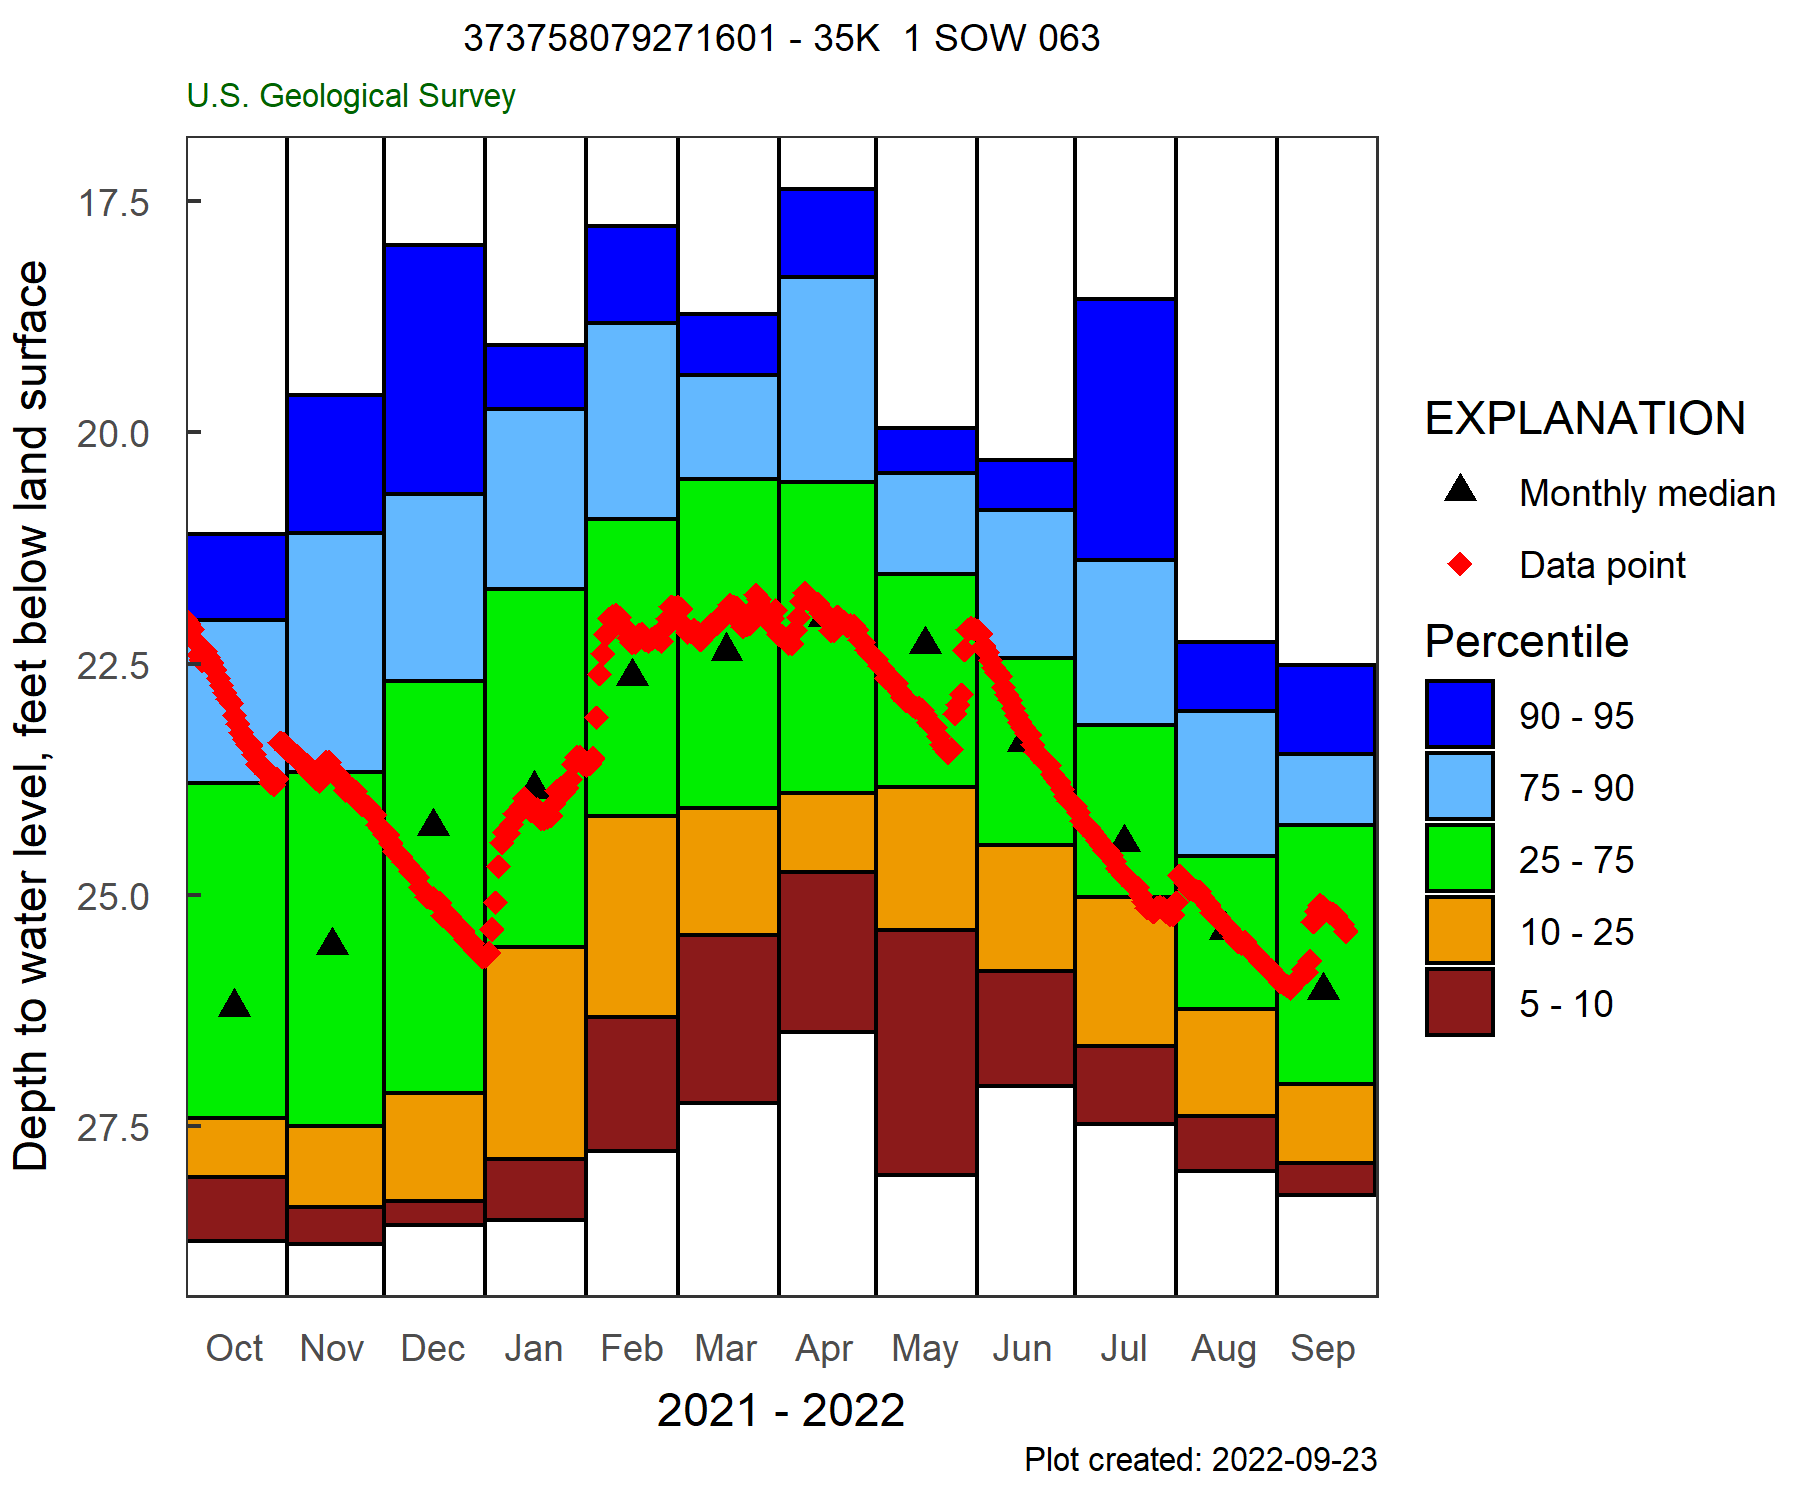 373758079271601 - 35K  1 SOW 063
U.S. Geological Survey
Depth to water level, feet below land surface
17.5
20.0
22.5
25.0
27.5
Oct Nov Dec Jan Feb Mar Apr May Jun Jul Aug Sep
2021 - 2022
EXPLANATION
Monthly median
Data point
Percentile
90 - 95
75 - 90
25 - 75
10 - 25
5 - 10
Plot created: 2022-09-23